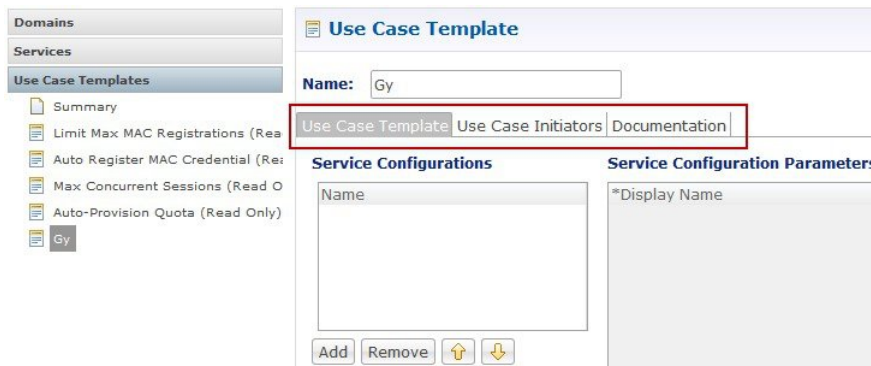 Domains
Services
Use Case Templates
Summary
Limit Max MAC Registrations (Rea
Auto Register MAC Credential (Rea
Max Concurrent Sessions (Read O
Auto-Provision Quota (Read Only)
Gy
Use Case Template
Name: Gy
Use Case Template Use Case Initiators Documentation
Service Configurations Service Configuration Parameters
Name *Display Name
Add Remove